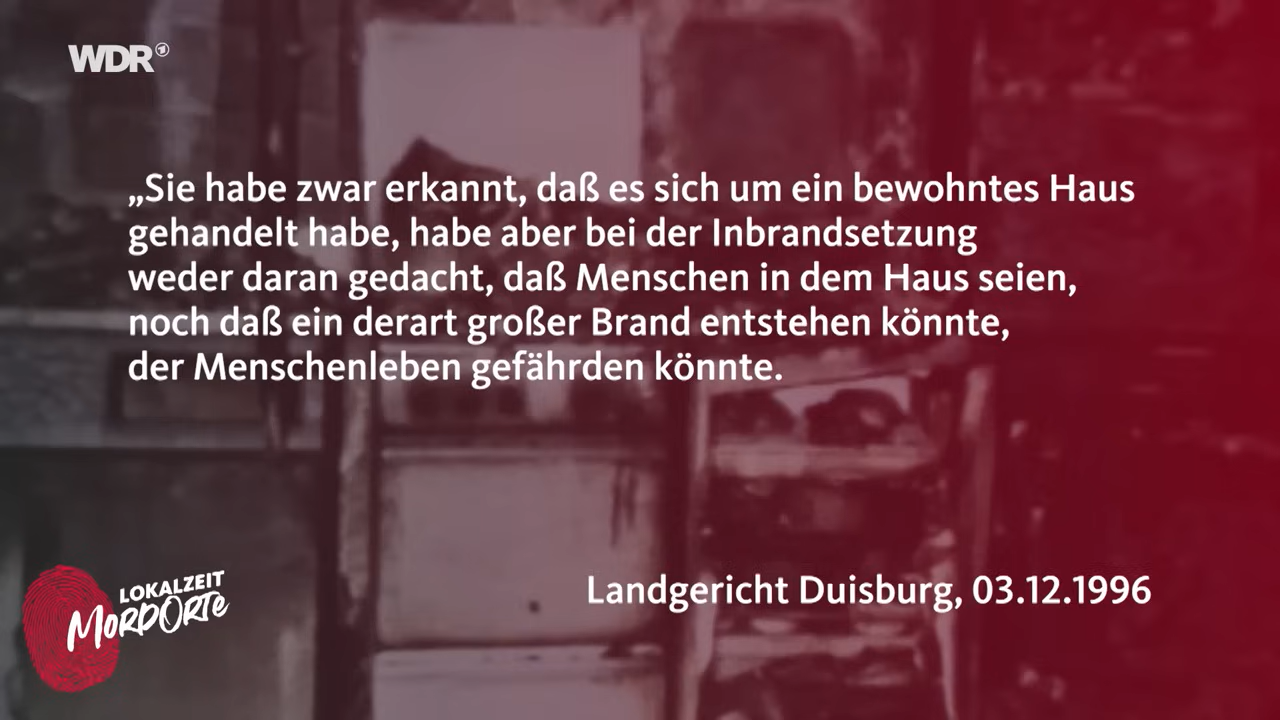 WDR
„Sie habe zwar erkannt, daß es sich um ein bewohntes Haus
gehandelt habe, habe aber bei der Inbrandsetzung
weder daran gedacht, daß Menschen in dem Haus seien,
noch daß ein derart großer Brand entstehen könnte,
der Menschenleben gefährden könnte.
Landgericht Duisburg, 03.12.1996
LOKALZEIT
MORDORTE